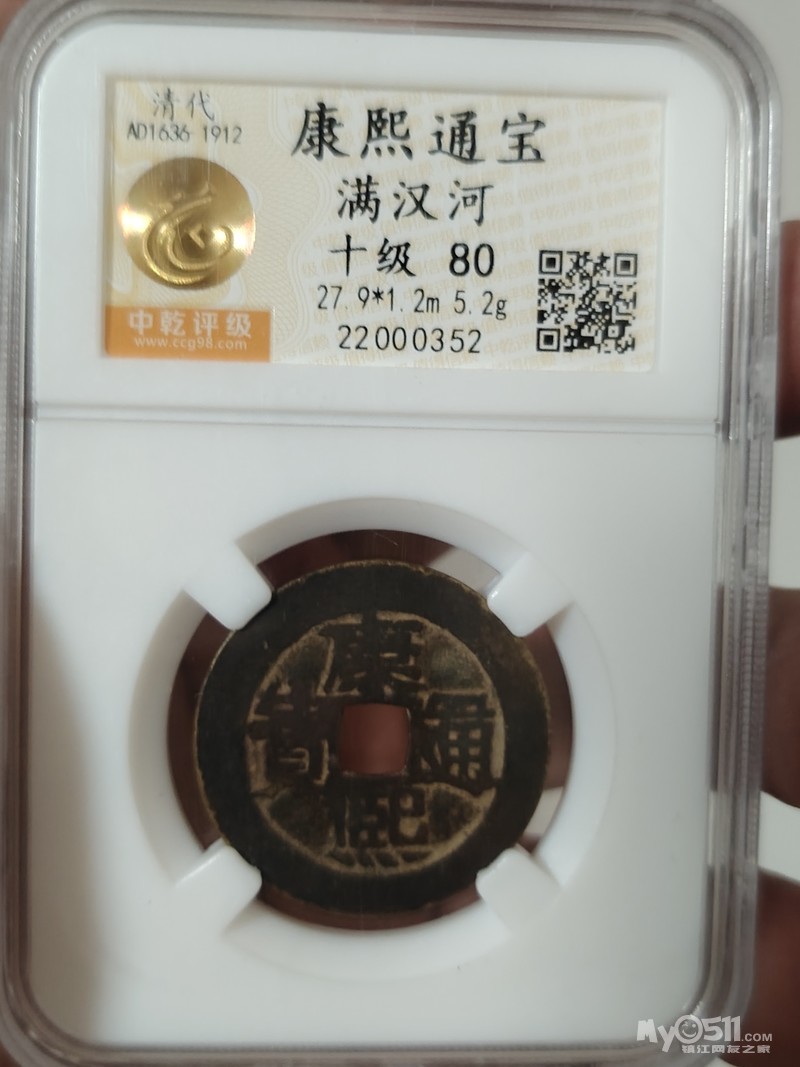 清代
AD1636 1912
康熙通宝
满汉河
十级 80
27.9*1.2m 5.2g
22000352
中乾评级
www.ccg98.com
康熙通寳
MyO511.COM
镇江网友之家